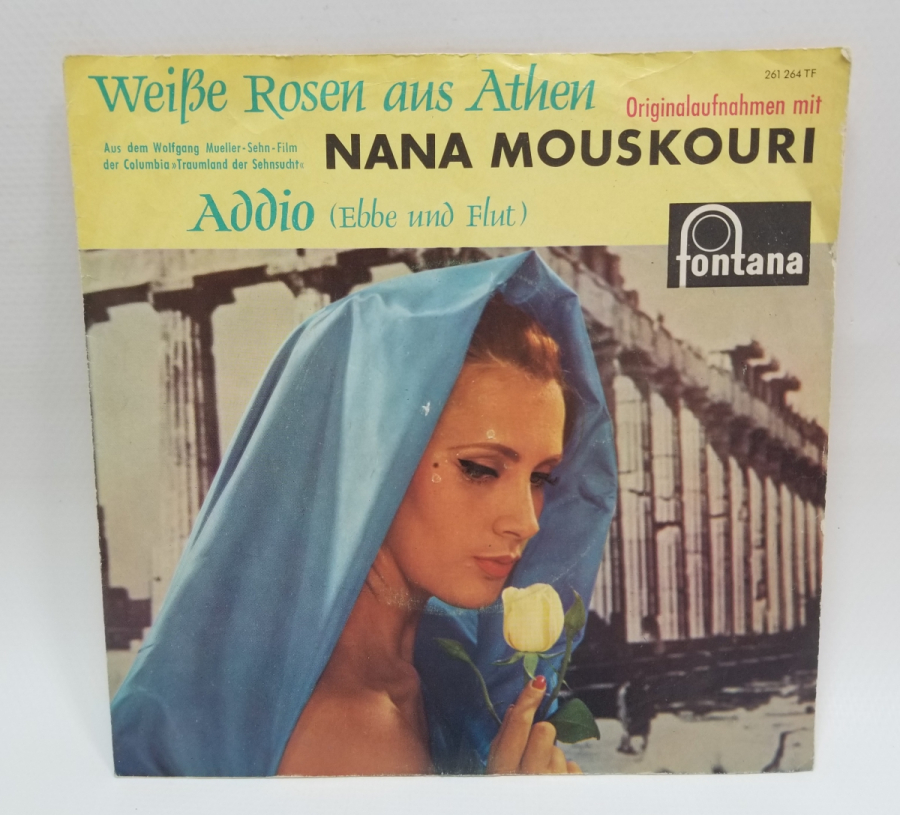 261 264 TF
Weiße Rosen aus Athen
Originalaufnahmen mit
Aus dem Wolfgang Mueller-Sehn-Film
der Columbia »Traumland der Sehnsucht«
NANA MOUSKOURI
Addio (Ebbe und Flut)
fontana